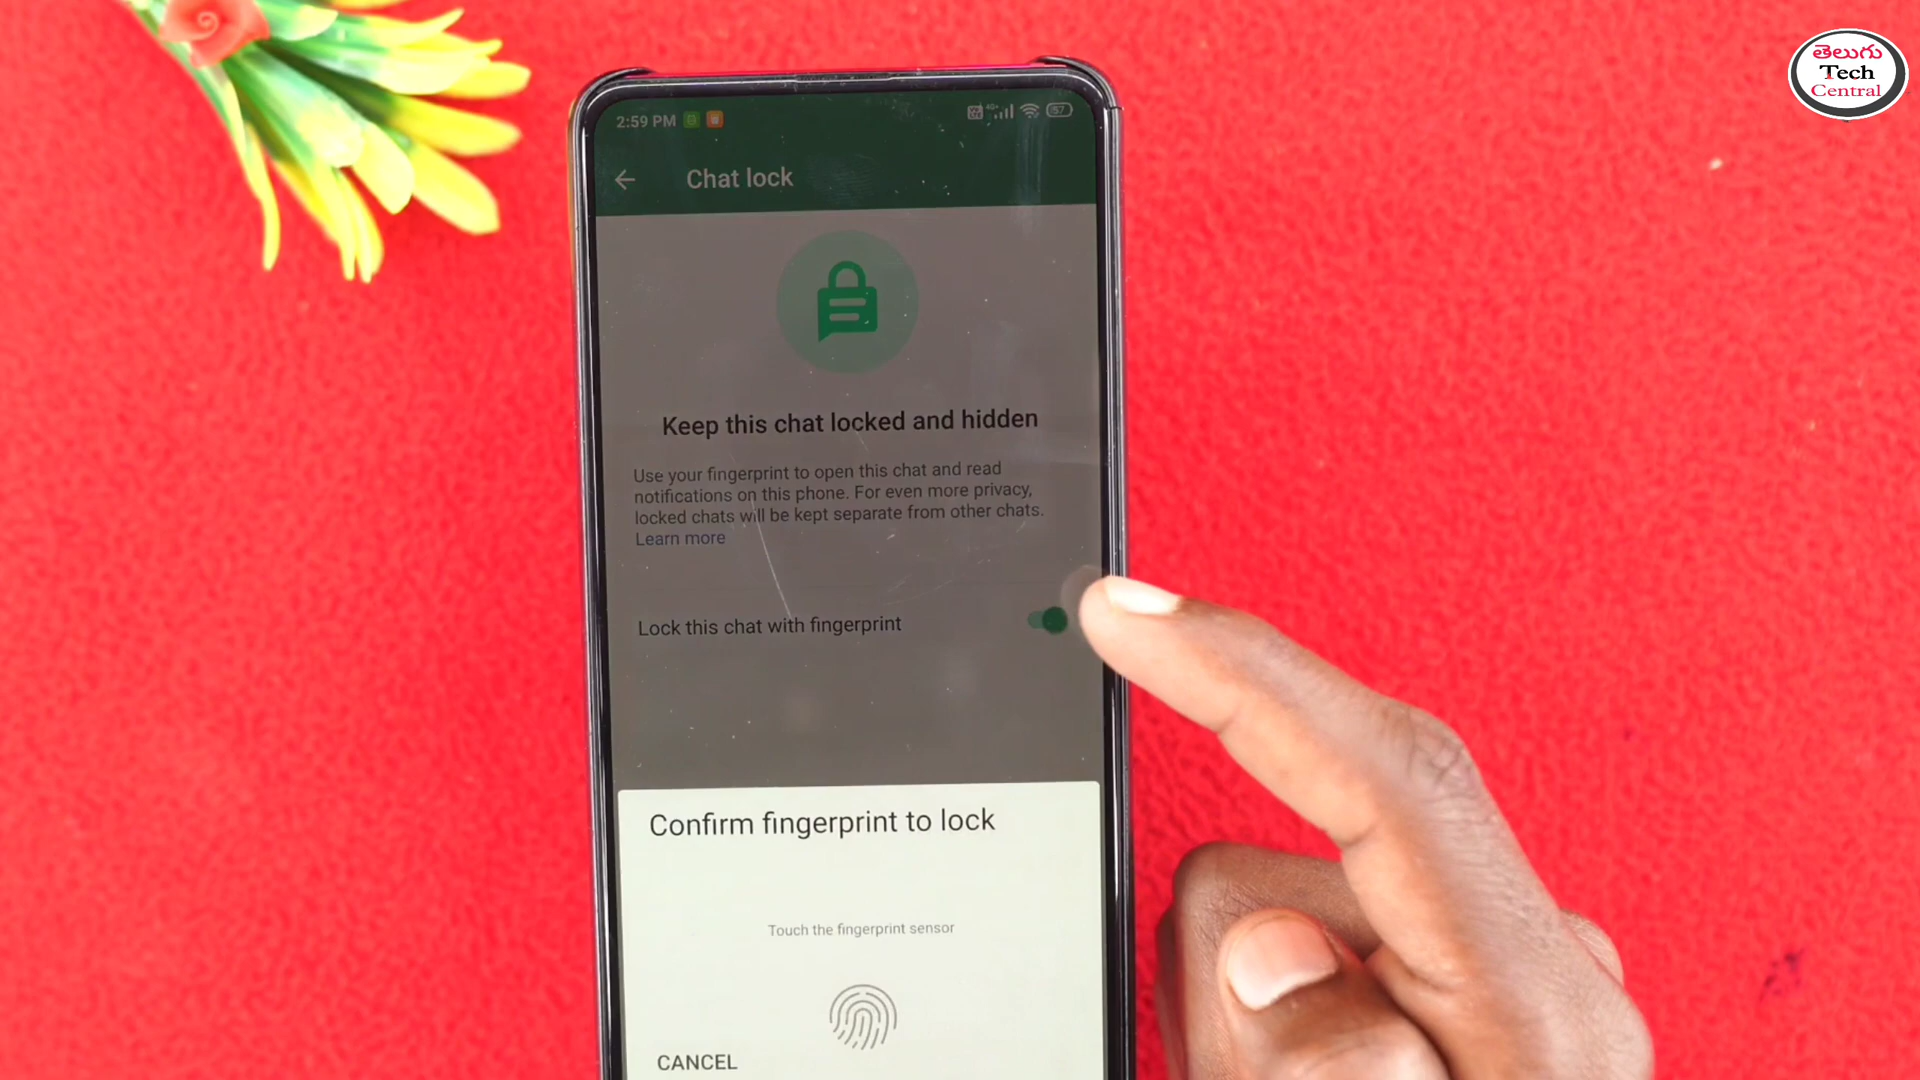 తెలుగు
Tech
Central
2:59 PM
57
Chat lock
Keep this chat locked and hidden
Use your fingerprint to open this chat and read
notifications on this phone. For even more privacy,
locked chats will be kept separate from other chats.
Learn more
Lock this chat with fingerprint
Confirm fingerprint to lock
Touch the fingerprint sensor
CANCEL